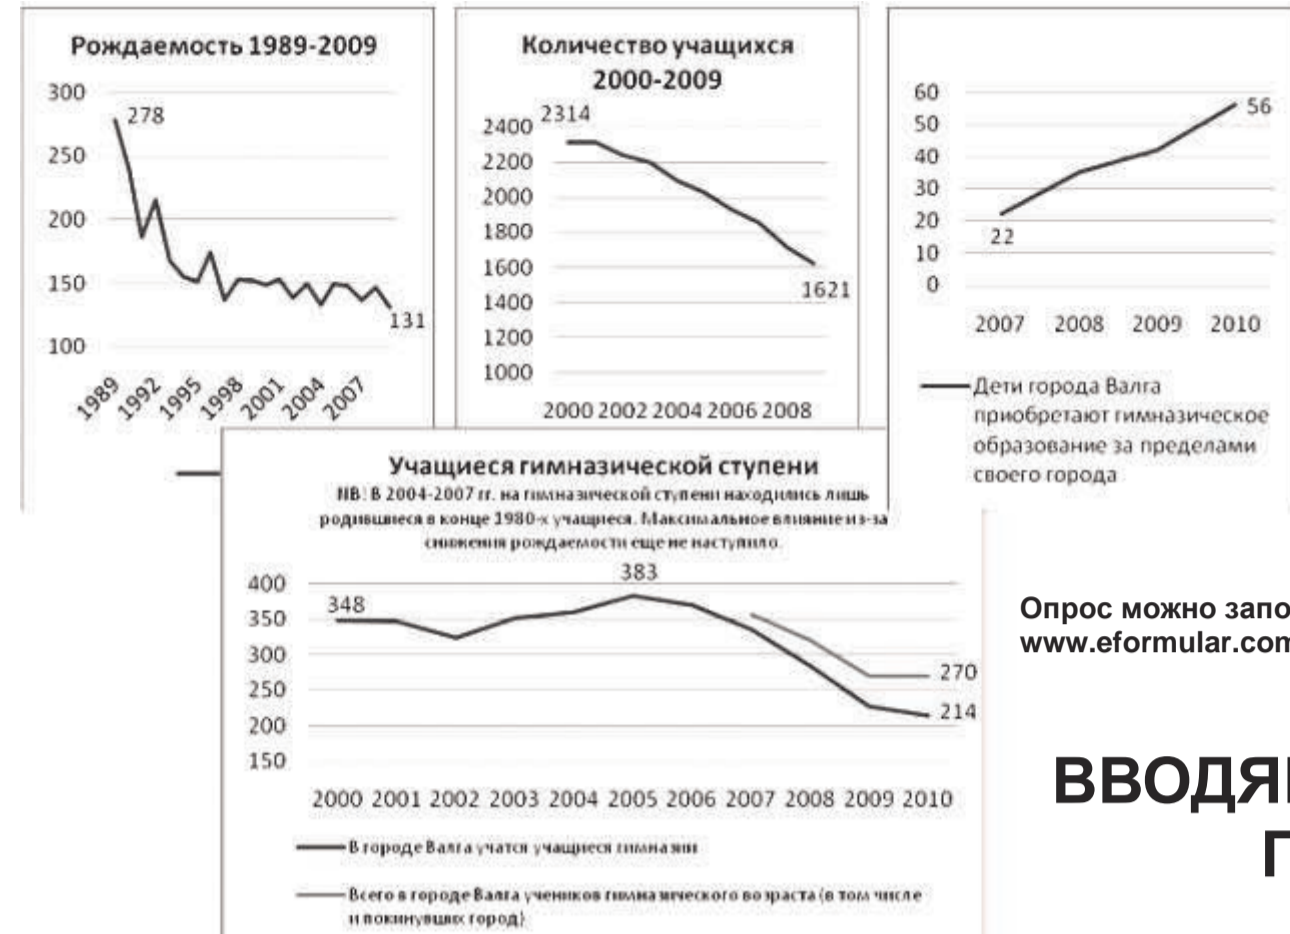 Рождаемость 1989-2009
300
250
200
150
100
278
131
1989
1992
1995
1998
2001
2004
2007
Количество учащихся
2000-2009
2400
2200
2000
1800
1600
1400
1200
1000
2314
1621
2000 2002 2004 2006 2008
60
50
40
30
20
10
0
22
56
2007 2008 2009 2010
Дети города Валга
приобретают гимназическое
образование за пределами
своего города
Учащиеся гимназической ступени
NB! В 2004-2007 гг. на гимназической ступени находились лишь
родившиеся в конце 1980-х учащиеся. Максимальное влияние из-за
снижения рождаемости еще не наступило.
400
350
300
250
200
150
348
383
270
214
2000 2001 2002 2003 2004 2005 2006 2007 2008 2009 2010
В городе Валга учатся учащиеся гимназии
Всего в городе Валга учеников гимназического возраста (в том числе
и покинувших город)
Опрос можно запо
www.eformular.com
ВВОДЯ
П